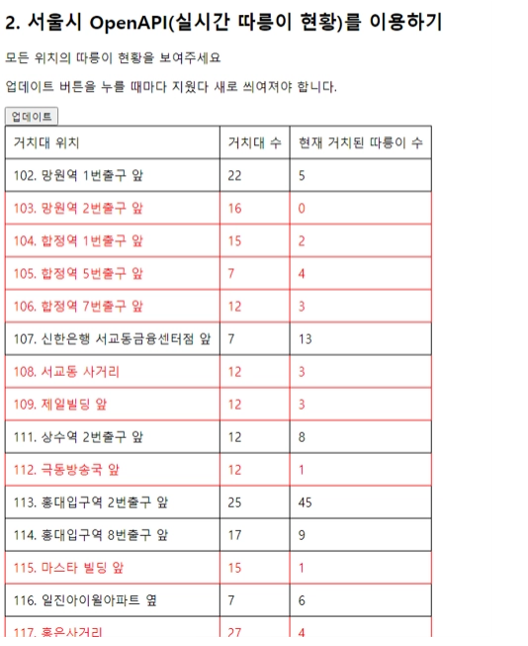 2. 서울시 OpenAPI(실시간 따릉이 현황)를 이용하기
모든 위치의 따릉이 현황을 보여주세요
업데이트 버튼을 누를 때마다 지웠다 새로 씌여져야 합니다.
업데이트
거치대 위치 거치대 수 현재 거치된 따릉이 수
102. 망원역 1번출구 앞 22 5
103. 망원역 2번출구 앞 16 0
104. 합정역 1번출구 앞 15 2
105. 합정역 5번출구 앞 7 4
106. 합정역 7번출구 앞 12 3
107. 신한은행 서교동금융센터점 앞 7 13
108. 서교동 사거리 12 3
109. 제일빌딩 앞 12 3
111. 상수역 2번출구 앞 12 8
112. 극동방송국 앞 12 1
113. 홍대입구역 2번출구 앞 25 45
114. 홍대입구역 8번출구 앞 17 9
115. 마스타 빌딩 앞 15 1
116. 일진아이윌아파트 옆 7 6
117. 홍은사거리 27 4